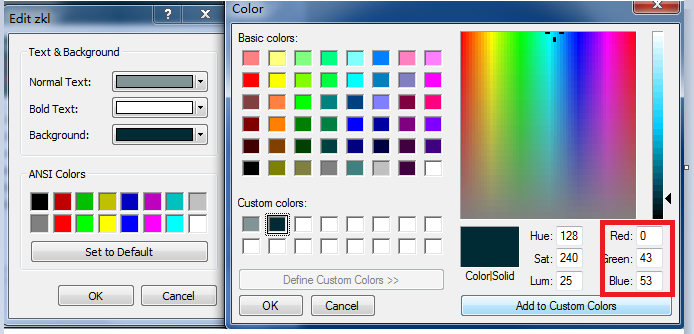 Edit zkl
Text & Background
Normal Text:
Bold Text:
Background:
ANSI Colors
Set to Default
OK
Cancel
Color
Basic colors:
Custom colors:
Define Custom Colors >>
OK
Cancel
Color|Solid
Hue: 128
Sat: 240
Lum: 25
Red: 0
Green: 43
Blue: 53
Add to Custom Colors